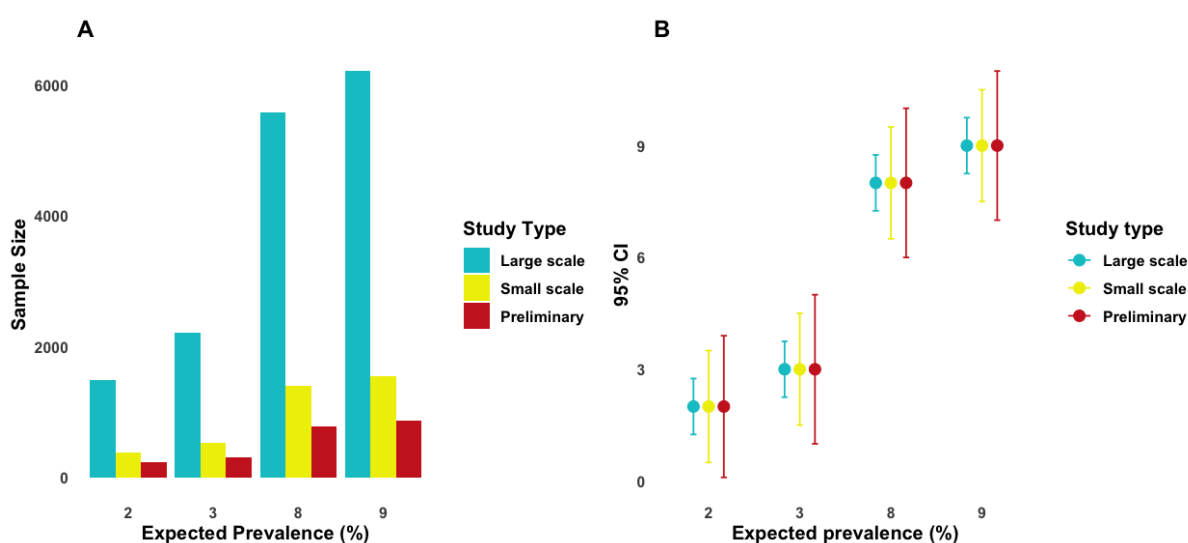 A
6000
4000
2000
0
Sample Size
2 3 8 9
Expected Prevalence (%)
Study Type
Large scale
Small scale
Preliminary
B
9
6
3
0
95% CI
2 3 8 9
Expected prevalence (%)
Study type
Large scale
Small scale
Preliminary